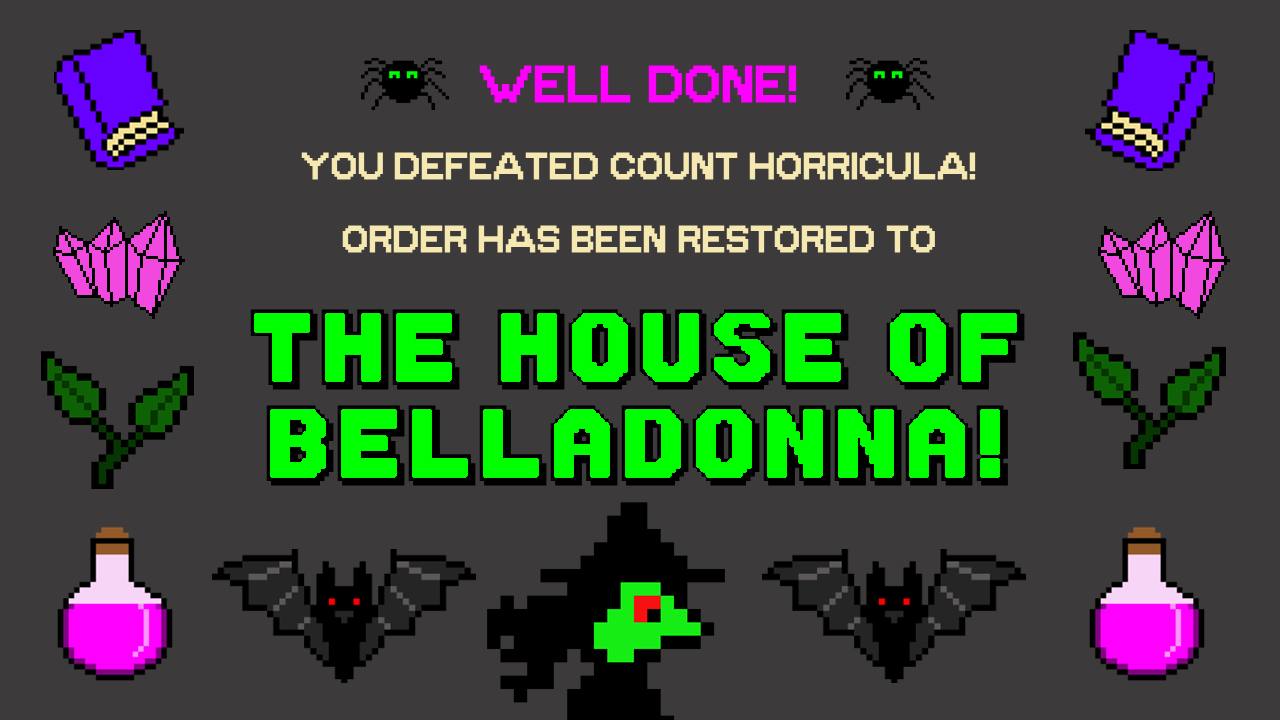 WELL DONE!
YOU DEFEATED COUNT HORRICULA!
ORDER HAS BEEN RESTORED TO
THE HOUSE OF
BELLADONNA!